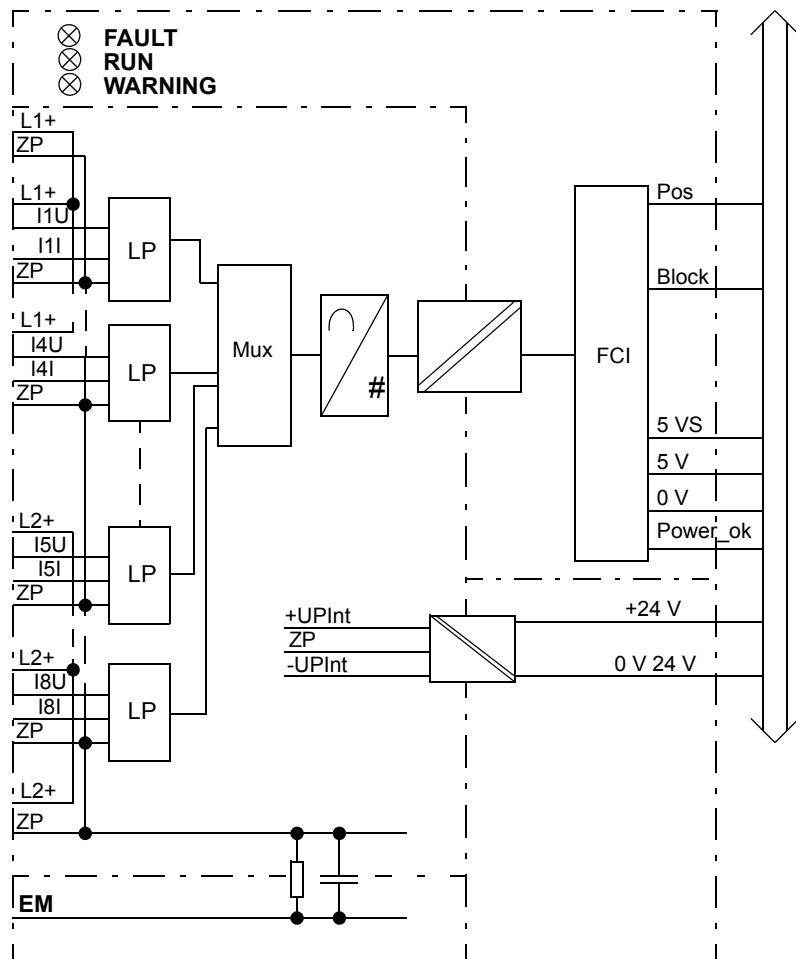 FAULT
RUN
WARNING
L1+
ZP
L1+
I1U
I1I
ZP
LP
L1+
I4U
I4I
ZP
LP
Mux
#
FCI
Pos
Block
5 VS
5 V
0 V
Power_ok
L2+
I5U
I5I
ZP
LP
+UPInt
ZP
-UPInt
+24 V
0 V 24 V
L2+
I8U
I8I
ZP
LP
L2+
ZP
EM